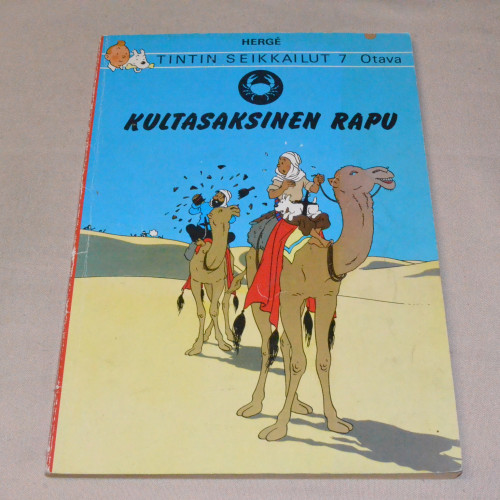 HERGÉ
TINTIN SEIKKAILUT 7 Otava
KULTASAKSINEN RAPU